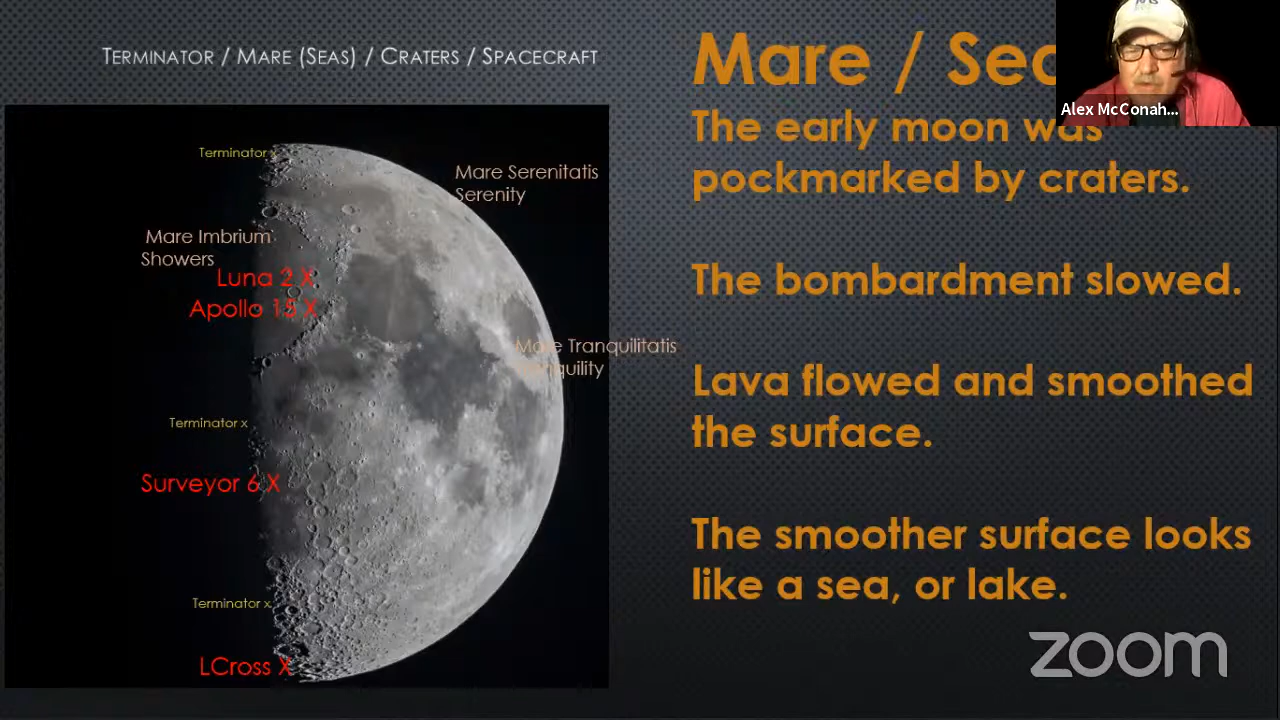 TERMINATOR / MARE (SEAS) / CRATERS / SPACECRAFT
Terminator x
Mare Serenitatis
Serenity
Mare Imbrium
Showers
Luna 2 X
Apollo 15 X
Mare Tranquilitatis
Tranquility
Terminator x
Surveyor 6 X
Terminator x
LCross X
Mare / Sea
The early moon was
pockmarked by craters.
The bombardment slowed.
Lava flowed and smoothed
the surface.
The smoother surface looks
like a sea, or lake.
Alex McConah...
zoom